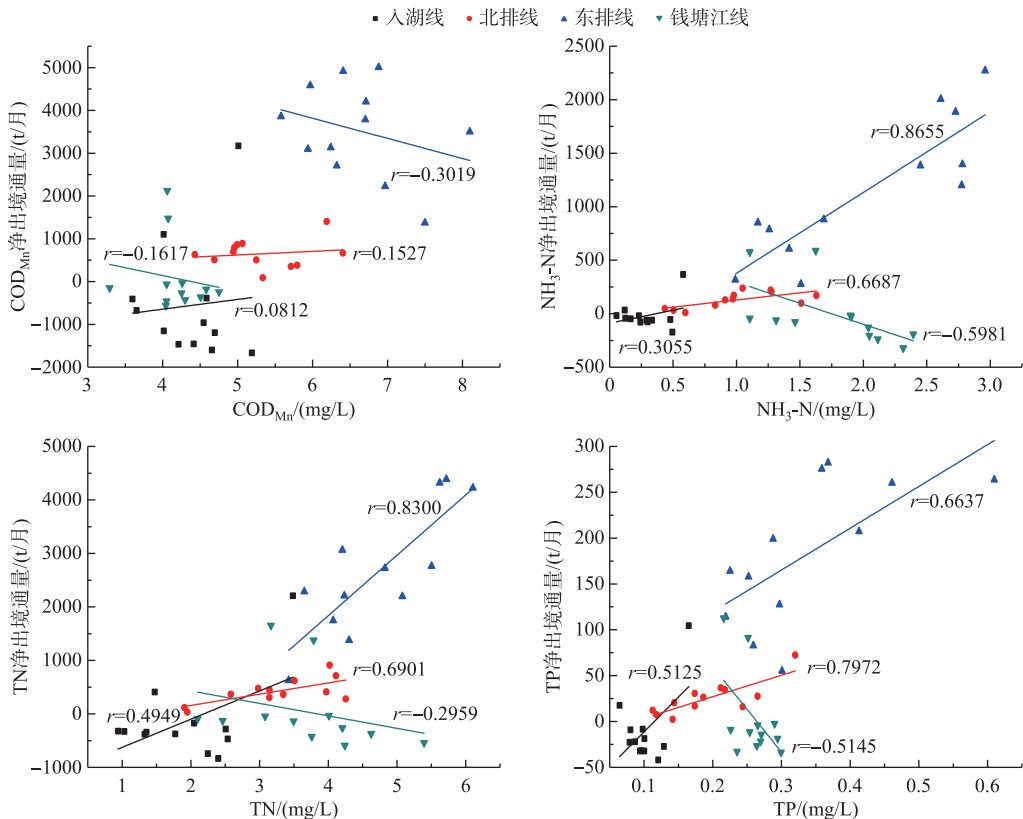 入湖线 北排线 东排线 钱塘江线
COD_Mn净出境通量/(t/月)
5000
4000
3000
2000
1000
0
−1000
−2000
r=−0.3019
r=−0.1617
r=0.1527
r=0.0812
3 4 5 6 7 8
COD_Mn/(mg/L)
NH₃-N净出境通量/(t/月)
2500
2000
1500
1000
500
0
−500
r=0.8655
r=0.6687
r=0.3055
r=−0.5981
0 0.5 1.0 1.5 2.0 2.5 3.0
NH₃-N/(mg/L)
TN净出境通量/(t/月)
5000
4000
3000
2000
1000
0
−1000
r=0.8300
r=0.6901
r=0.4949
r=−0.2959
1 2 3 4 5 6
TN/(mg/L)
TP净出境通量/(t/月)
300
250
200
150
100
50
0
−50
r=0.6637
r=0.7972
r=0.5125
r=−0.5145
0.1 0.2 0.3 0.4 0.5 0.6
TP/(mg/L)